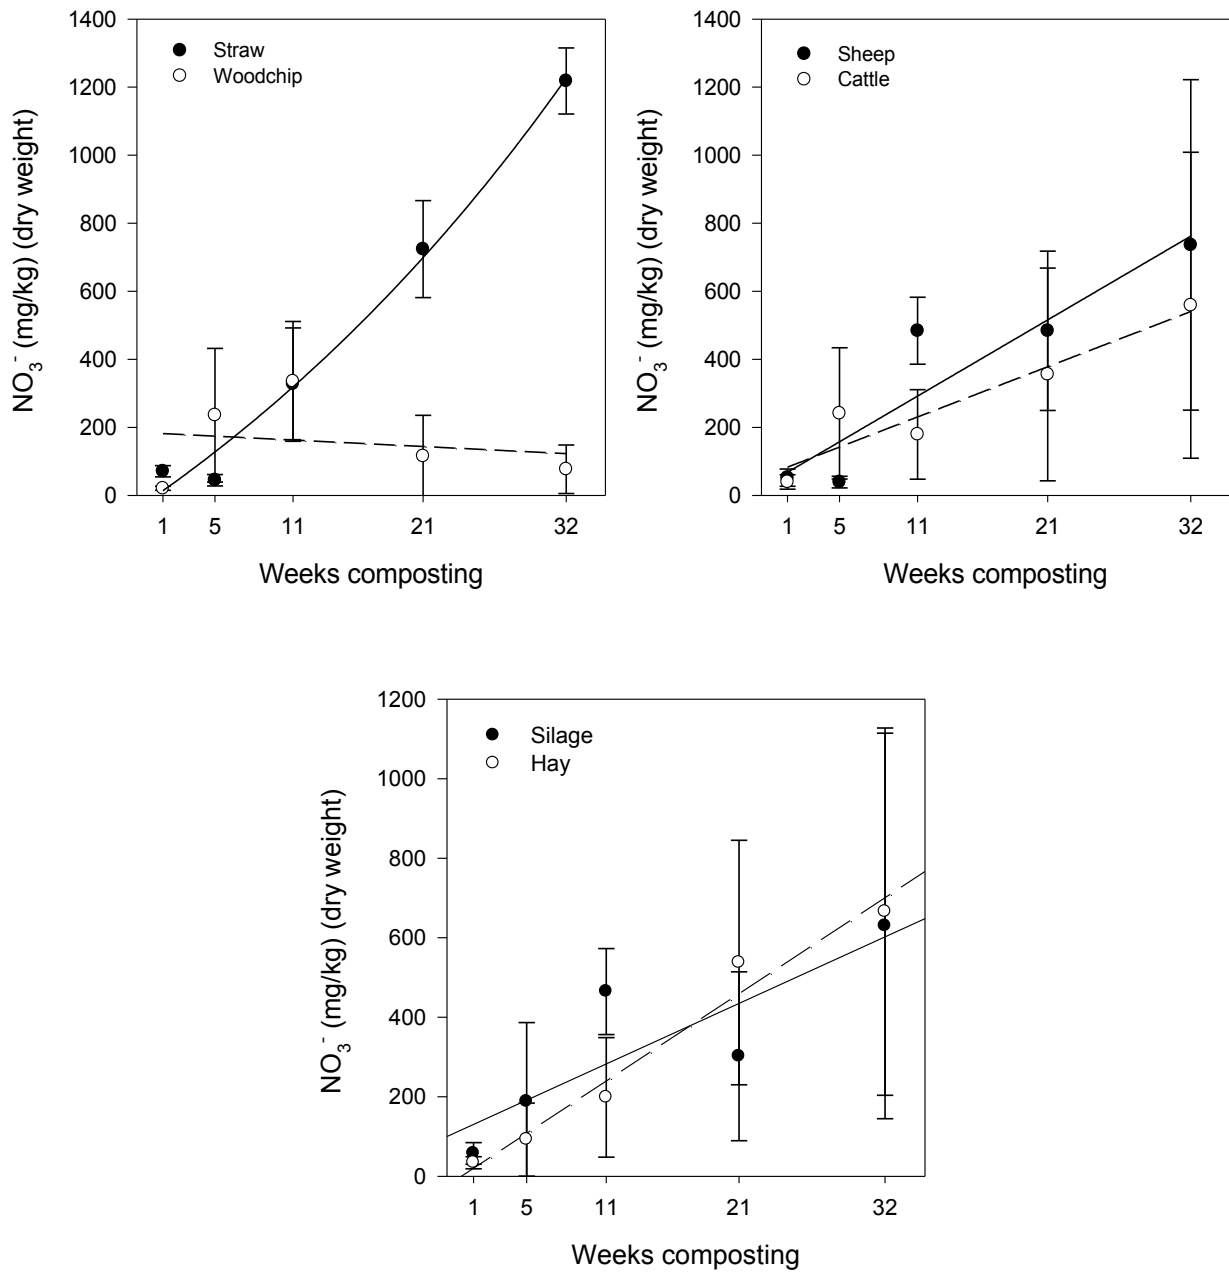 1400
1200
1000
800
600
400
200
0
NO₃⁻ (mg/kg) (dry weight)
Straw
Woodchip
1 5 11 21 32
Weeks composting
1400
1200
1000
800
600
400
200
0
NO₃⁻ (mg/kg) (dry weight)
Sheep
Cattle
1 5 11 21 32
Weeks composting
1200
1000
800
600
400
200
0
NO₃⁻ (mg/kg) (dry weight)
Silage
Hay
1 5 11 21 32
Weeks composting